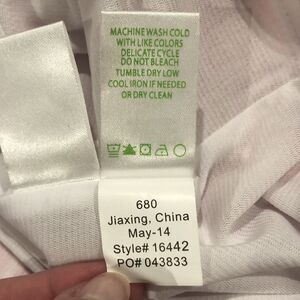 MACHINE WASH COLD
WITH LIKE COLORS
DELICATE CYCLE
DO NOT BLEACH
TUMBLE DRY LOW
COOL IRON IF NEEDED
OR DRY CLEAN
680
Jiaxing, China
May-14
Style# 16442
PO# 043833